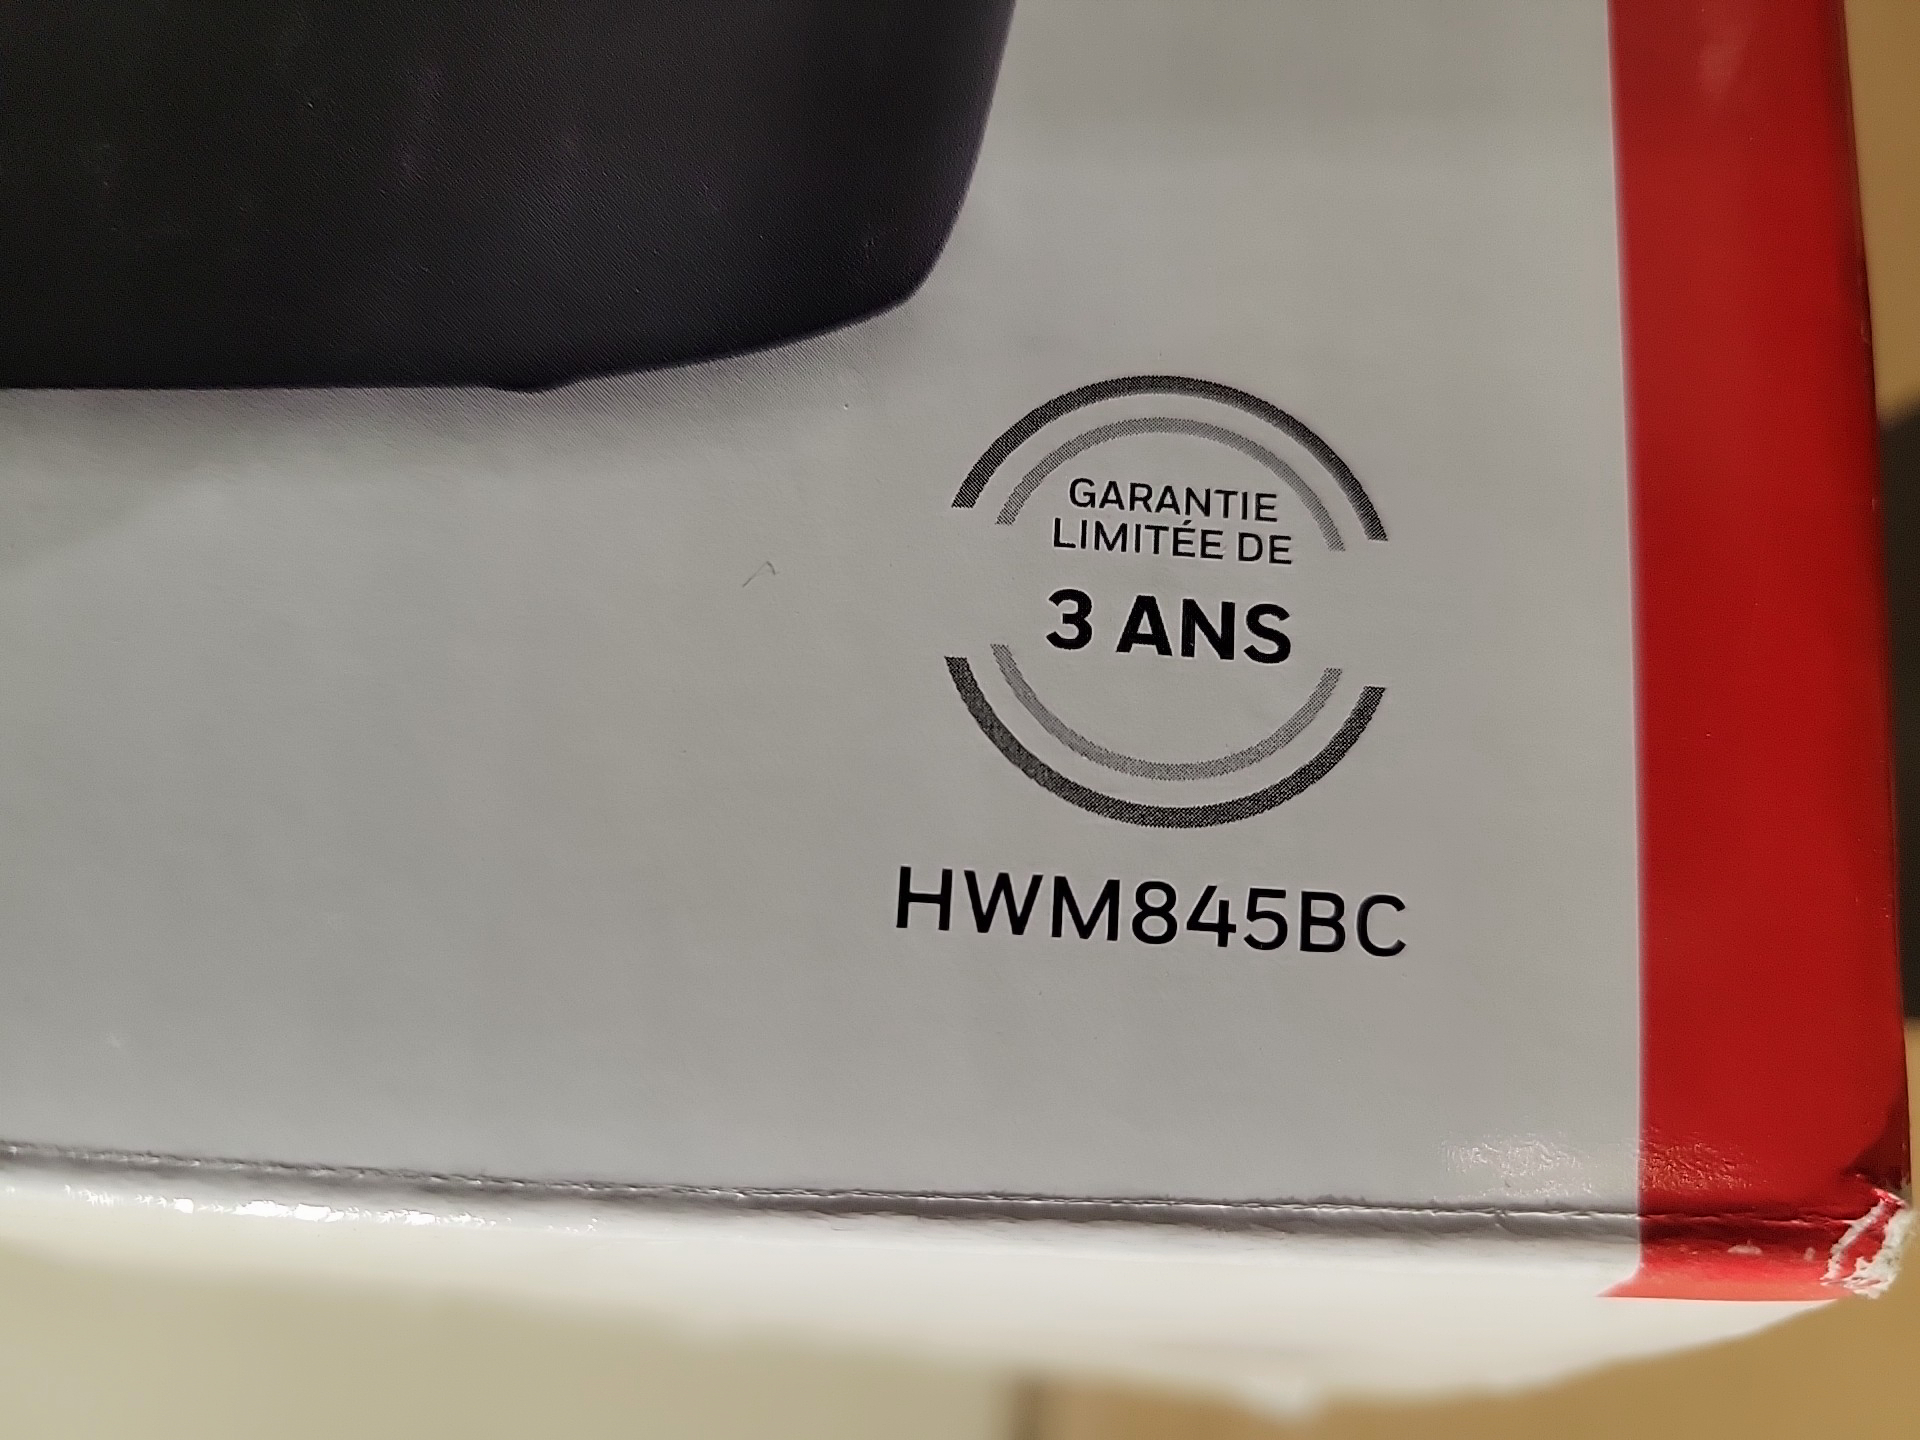 GARANTIE
LIMITÉE DE
3 ANS
HWM845BC